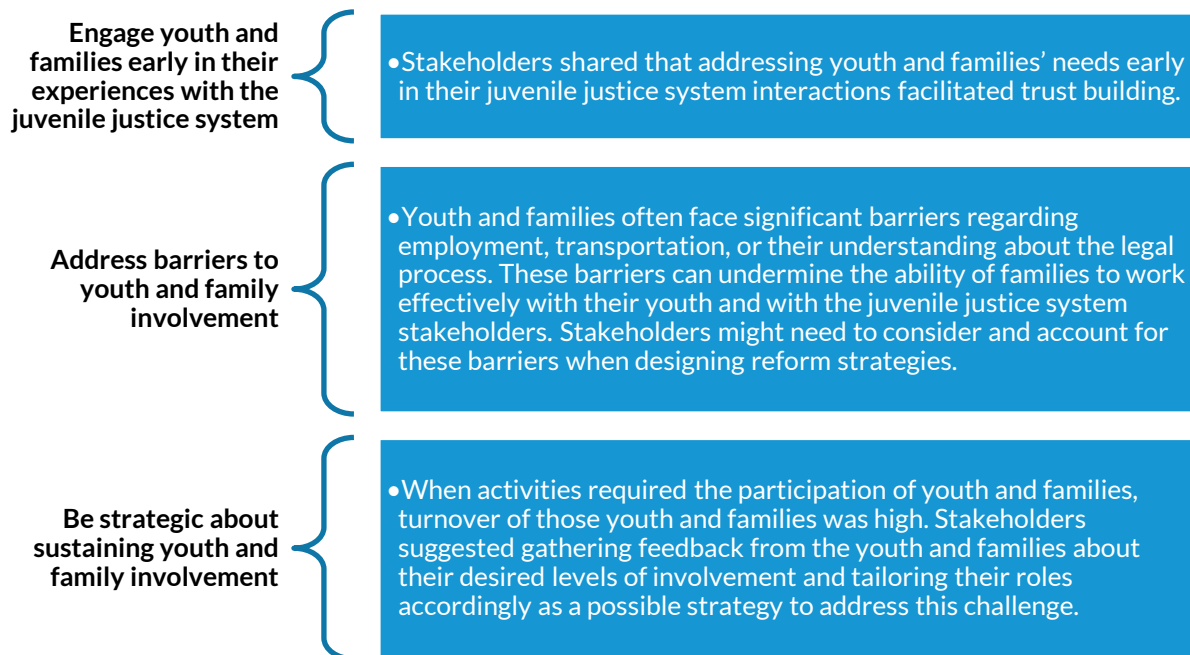 Engage youth and
families early in their
experiences with the
juvenile justice system
•Stakeholders shared that addressing youth and families’ needs early
in their juvenile justice system interactions facilitated trust building.
Address barriers to
youth and family
involvement
•Youth and families often face significant barriers regarding
employment, transportation, or their understanding about the legal
process. These barriers can undermine the ability of families to work
effectively with their youth and with the juvenile justice system
stakeholders. Stakeholders might need to consider and account for
these barriers when designing reform strategies.
Be strategic about
sustaining youth and
family involvement
•When activities required the participation of youth and families,
turnover of those youth and families was high. Stakeholders
suggested gathering feedback from the youth and families about
their desired levels of involvement and tailoring their roles
accordingly as a possible strategy to address this challenge.